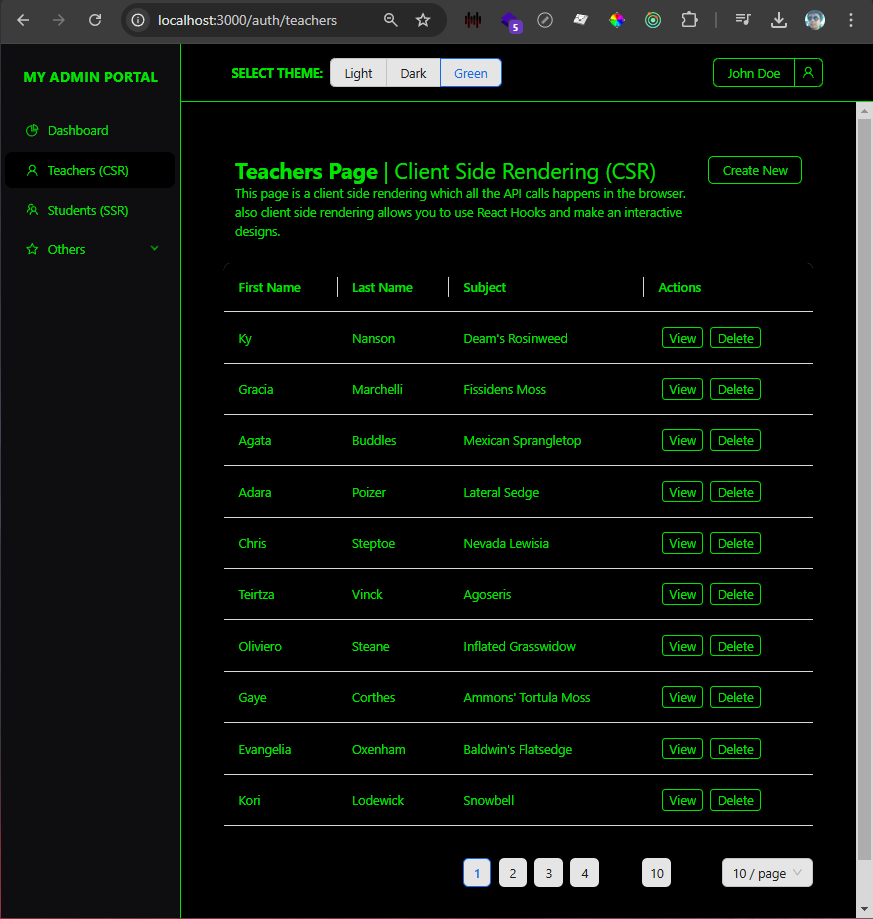 localhost:3000/auth/teachers
5
MY ADMIN PORTAL
Dashboard
Teachers (CSR)
Students (SSR)
Others
SELECT THEME: Light Dark Green
John Doe
Teachers Page | Client Side Rendering (CSR)
Create New
This page is a client side rendering which all the API calls happens in the browser.
also client side rendering allows you to use React Hooks and make an interactive
designs.
First Name Last Name Subject Actions
Ky Nanson Deam's Rosinweed View Delete
Gracia Marchelli Fissidens Moss View Delete
Agata Buddles Mexican Sprangletop View Delete
Adara Poizer Lateral Sedge View Delete
Chris Steptoe Nevada Lewisia View Delete
Teirtza Vinck Agoseris View Delete
Oliviero Steane Inflated Grasswidow View Delete
Gaye Corthes Ammons' Tortula Moss View Delete
Evangelia Oxenham Baldwin's Flatsedge View Delete
Kori Lodewick Snowbell View Delete
1 2 3 4 10 10 / page